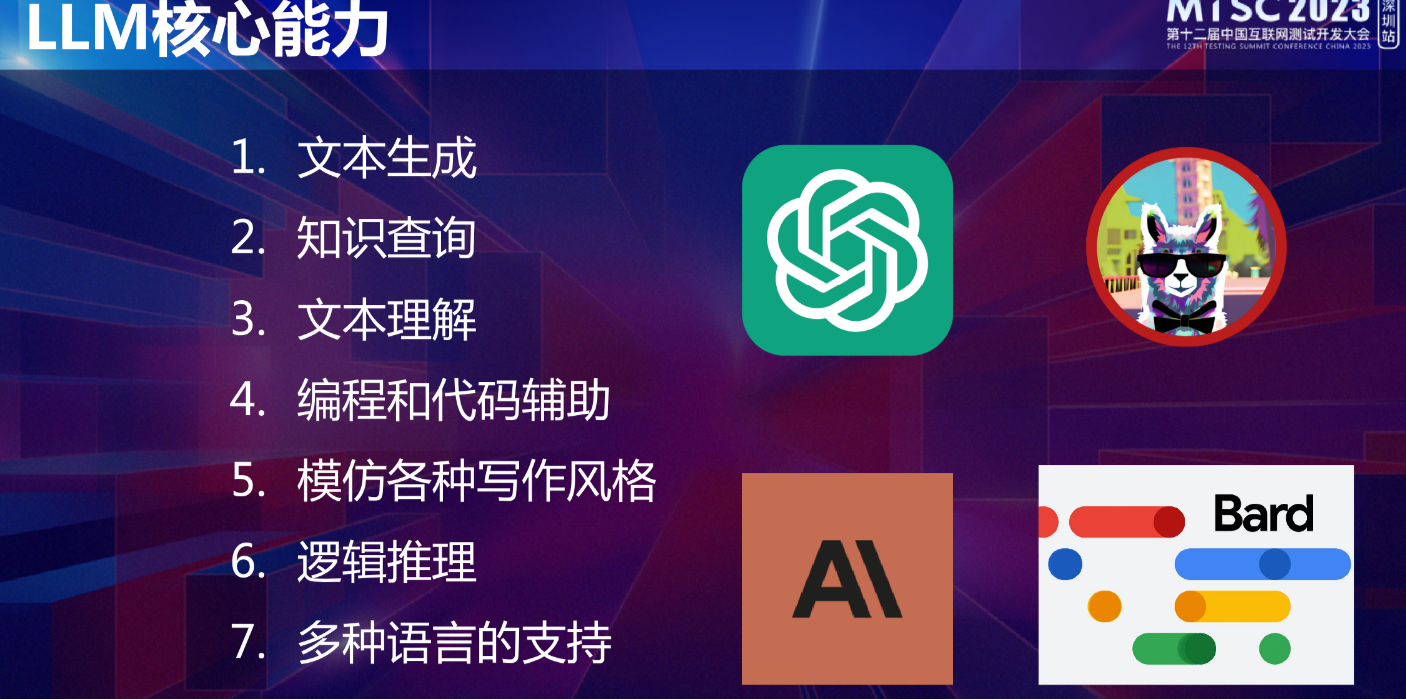 LLM核心能力
MTSC 2023
深圳站
第十二届中国互联网测试开发大会
THE 12TH TESTING SUMMIT CONFERENCE CHINA 2023
1. 文本生成
2. 知识查询
3. 文本理解
4. 编程和代码辅助
5. 模仿各种写作风格
6. 逻辑推理
7. 多种语言的支持
A\
Bard